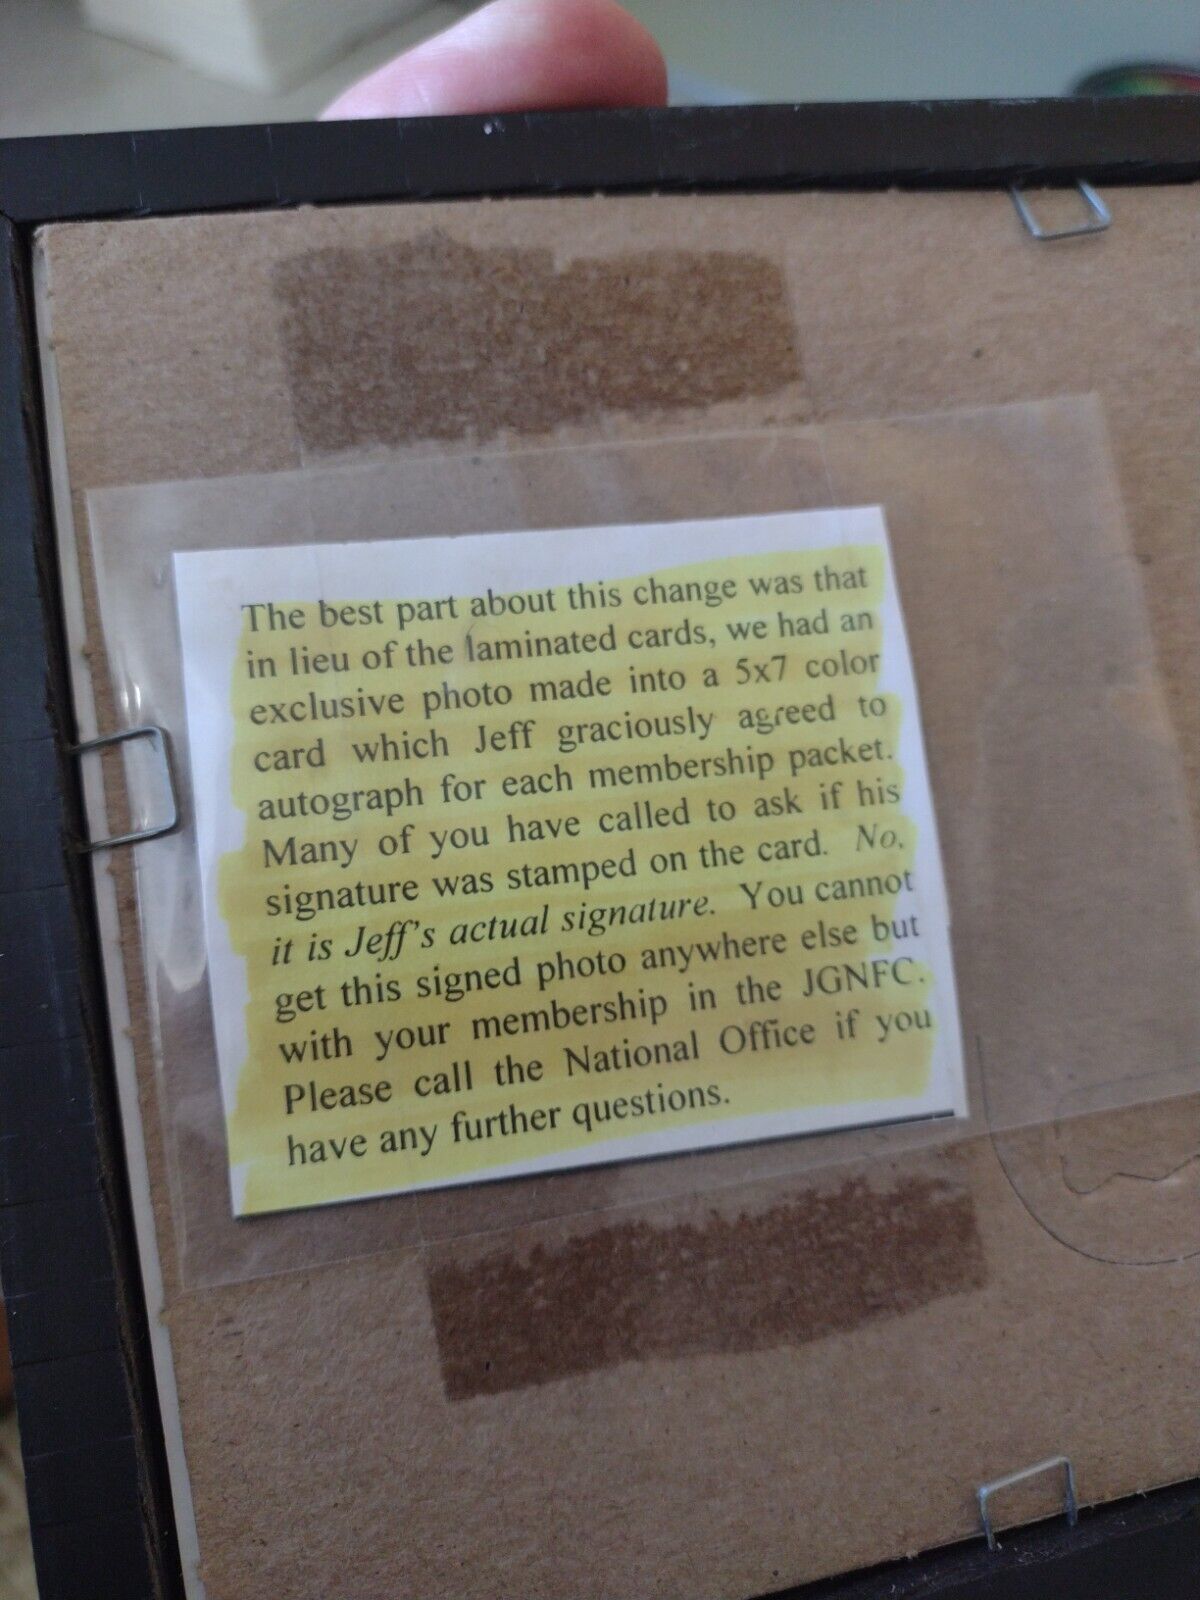 The best part about this change was that
in lieu of the laminated cards, we had an
exclusive photo made into a 5x7 color
card which Jeff graciously agreed to
autograph for each membership packet.
Many of you have called to ask if his
signature was stamped on the card. No,
it is Jeff's actual signature. You cannot
get this signed photo anywhere else but
with your membership in the JGNFC.
Please call the National Office if you
have any further questions.